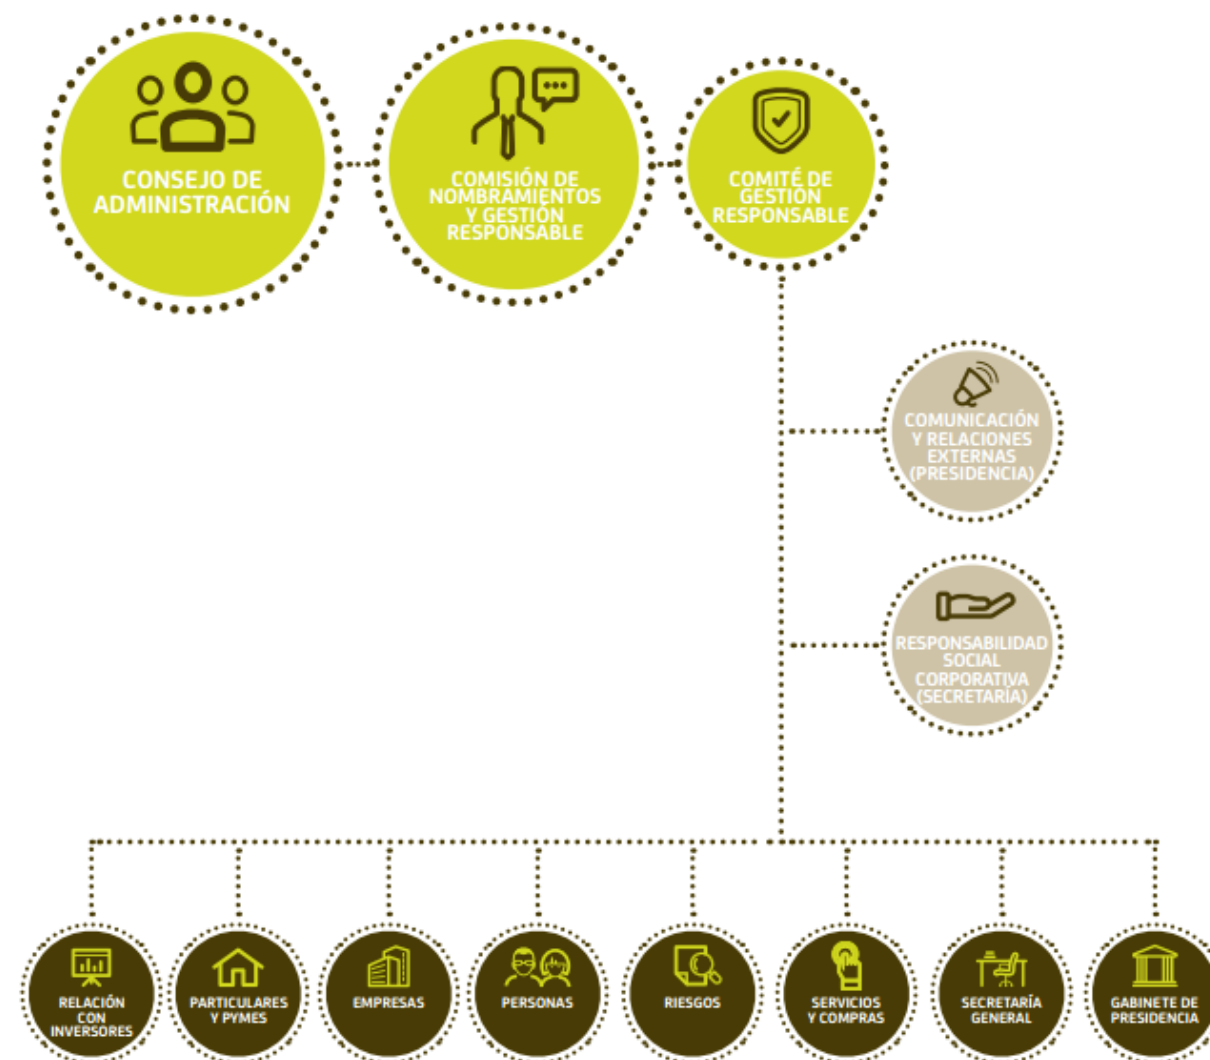 CONSEJO DE
ADMINISTRACIÓN
COMISIÓN DE
NOMBRAMIENTOS
Y GESTIÓN
RESPONSABLE
COMITÉ DE
GESTIÓN
RESPONSABLE
COMUNICACIÓN
Y RELACIONES
EXTERNAS
(PRESIDENCIA)
RESPONSABILIDAD
SOCIAL
CORPORATIVA
(SECRETARÍA)
RELACIÓN
CON
INVERSORES
PARTICULARES
Y PYMES
EMPRESAS
PERSONAS
RIESGOS
SERVICIOS
Y COMPRAS
SECRETARÍA
GENERAL
GABINETE DE
PRESIDENCIA